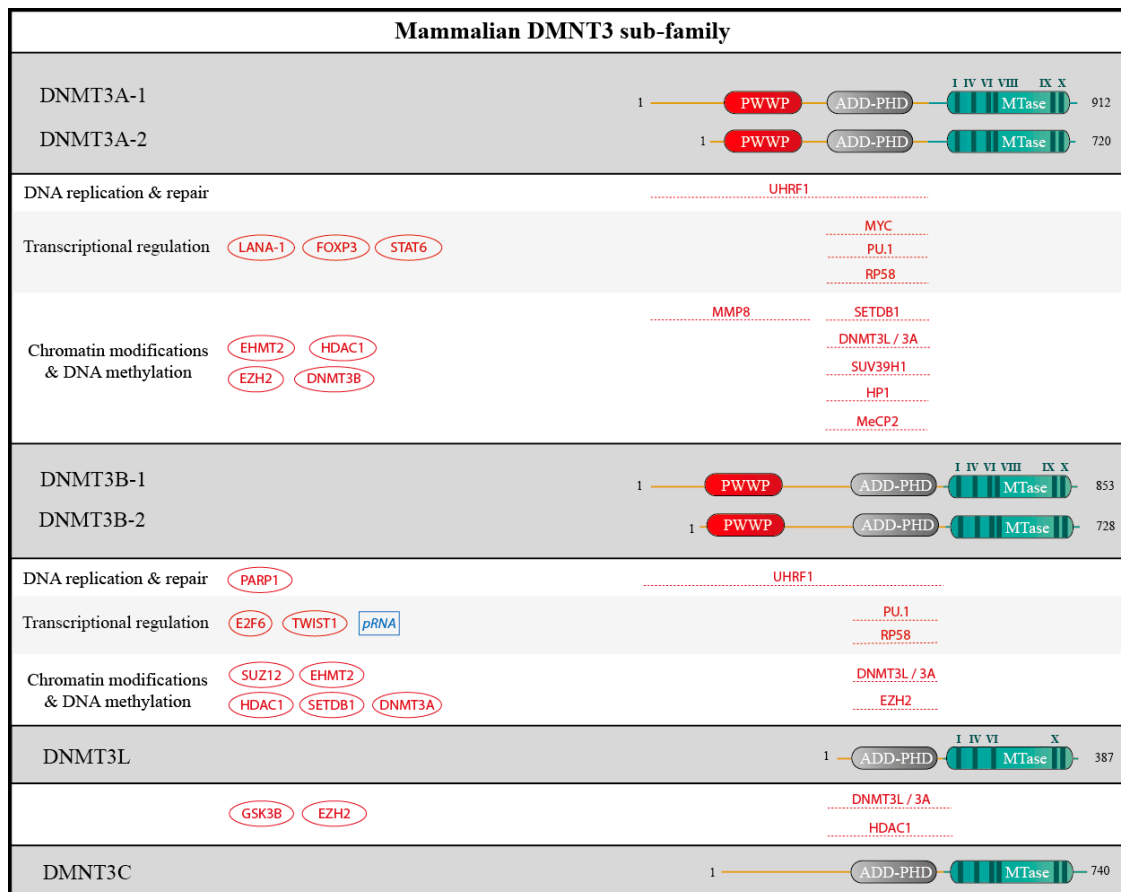 Mammalian DMNT3 sub-family
I IV VI VIII IX X
DNMT3A-1 1 PWWP ADD-PHD MTase 912
DNMT3A-2 1 PWWP ADD-PHD MTase 720
DNA replication & repair UHRF1
Transcriptional regulation LANA-1 FOXP3 STAT6 MYC
PU.1
RP58
MMP8 SETDB1
DNMT3L / 3A
Chromatin modifications EHMT2 HDAC1
& DNA methylation EZH2 DNMT3B
SUV39H1
HP1
MeCP2
I IV VI VIII IX X
DNMT3B-1 1 PWWP ADD-PHD MTase 853
DNMT3B-2 1 PWWP ADD-PHD MTase 728
DNA replication & repair PARP1 UHRF1
Transcriptional regulation E2F6 TWIST1 pRNA PU.1
RP58
Chromatin modifications SUZ12 EHMT2 DNMT3L / 3A
& DNA methylation HDAC1 SETDB1 DNMT3A EZH2
I IV VI X
DNMT3L 1 ADD-PHD MTase 387
GSK3B EZH2 DNMT3L / 3A
HDAC1
DMNT3C 1 ADD-PHD MTase 740